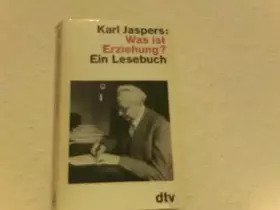 Karl Jaspers:
Was ist
Erziehung?
Ein Lesebuch
dtv